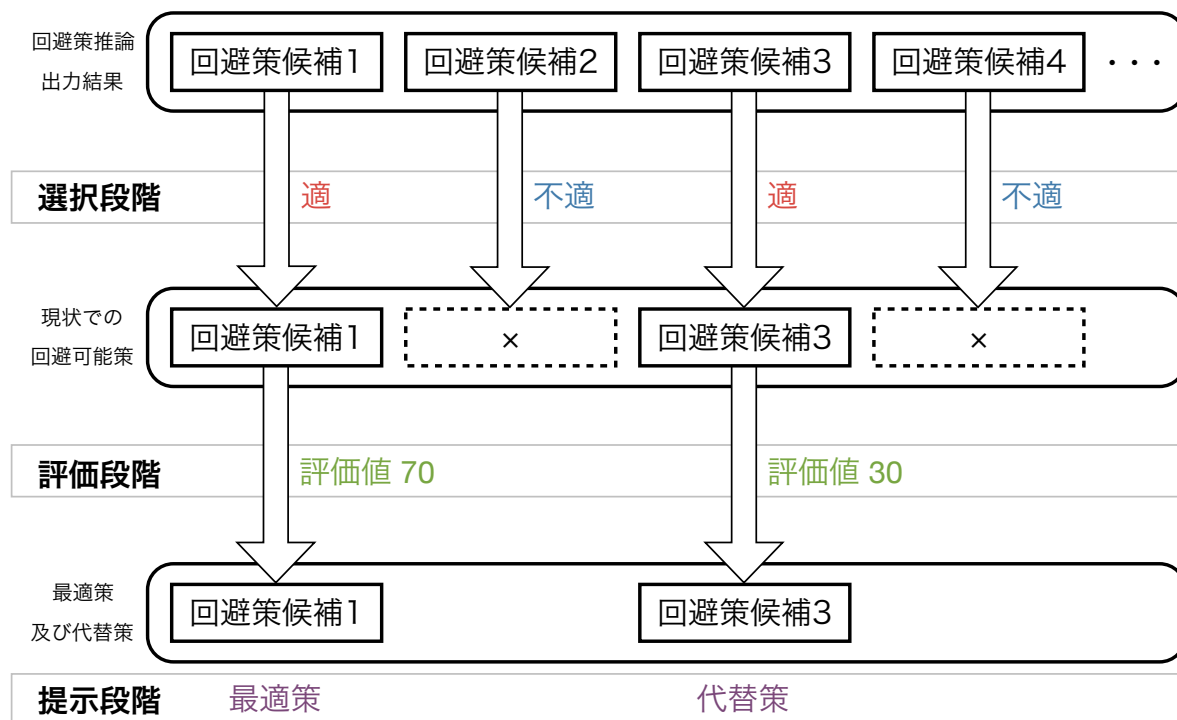 回避策推論
出力結果
回避策候補1 回避策候補2 回避策候補3 回避策候補4 ・・・
選択段階 適 不適 適 不適
現状での
回避可能策
回避策候補1 × 回避策候補3 ×
評価段階 評価値 70 評価値 30
最適策
及び代替策
回避策候補1 回避策候補3
提示段階 最適策 代替策